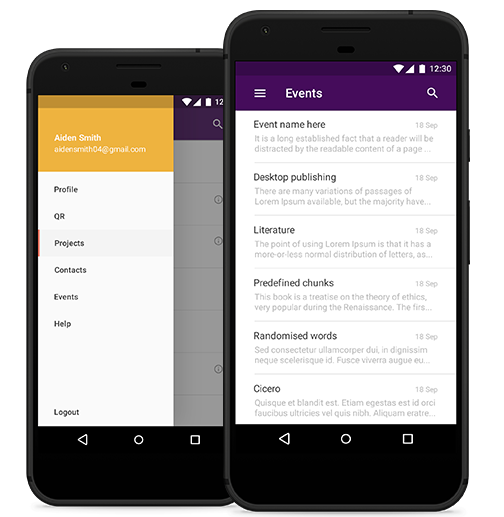 12
Aiden Smith
aidensmith04@gmail.com
Profile
QR
Projects
Contacts
Events
Help
Logout
12:30
Events
Event name here 18 Sep
It is a long established fact that a reader will be
distracted by the readable content of a page ...
Desktop publishing 18 Sep
There are many variations of passages of
Lorem Ipsum available, but the majority have...
Literature 18 Sep
The point of using Lorem Ipsum is that it has a
more-or-less normal distribution of letters, as...
Predefined chunks 18 Sep
This book is a treatise on the theory of ethics,
very popular during the Renaissance. The firs...
Randomised words 18 Sep
Sed consectetur ullamcorper dui, in dignissim
neque scelerisque id. Fusce viverra augue eu...
Cicero 18 Sep
Quisque et blandit est. Etiam egestas est id orci
faucibus ultricies vel quis nibh. Aliquam eratre...